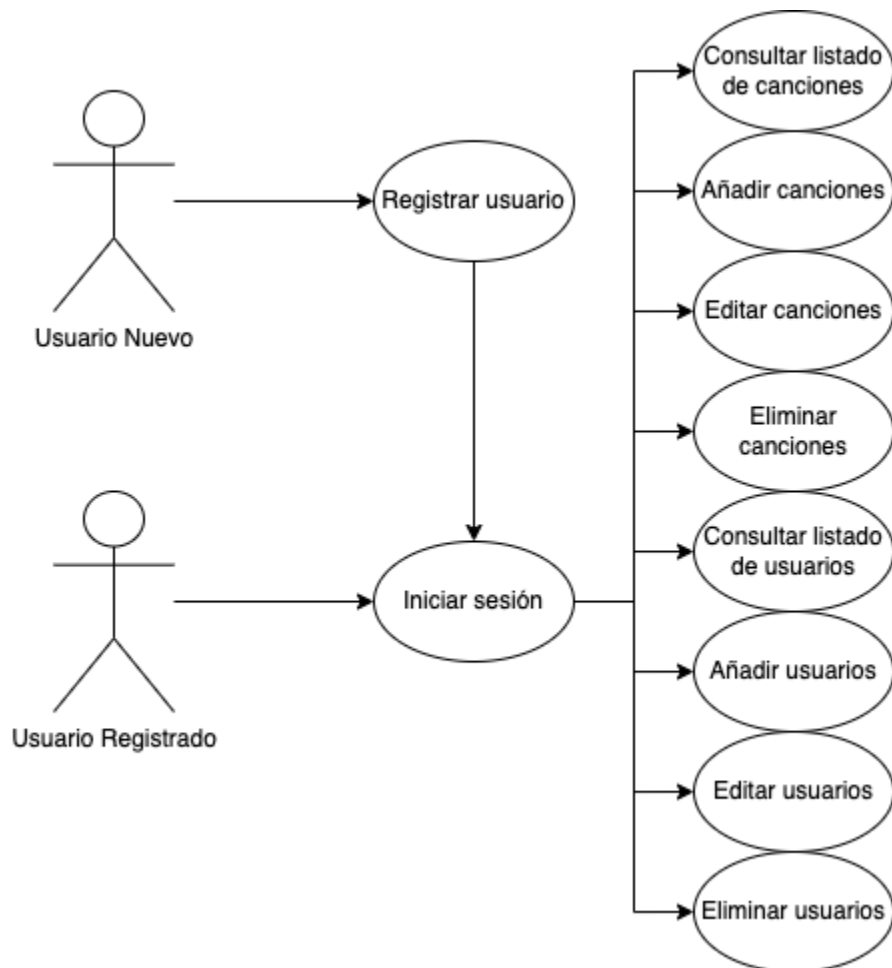 Consultar listado
de canciones
Añadir canciones
Registrar usuario
Editar canciones
Usuario Nuevo
Eliminar
canciones
Consultar listado
de usuarios
Iniciar sesión
Añadir usuarios
Usuario Registrado
Editar usuarios
Eliminar usuarios